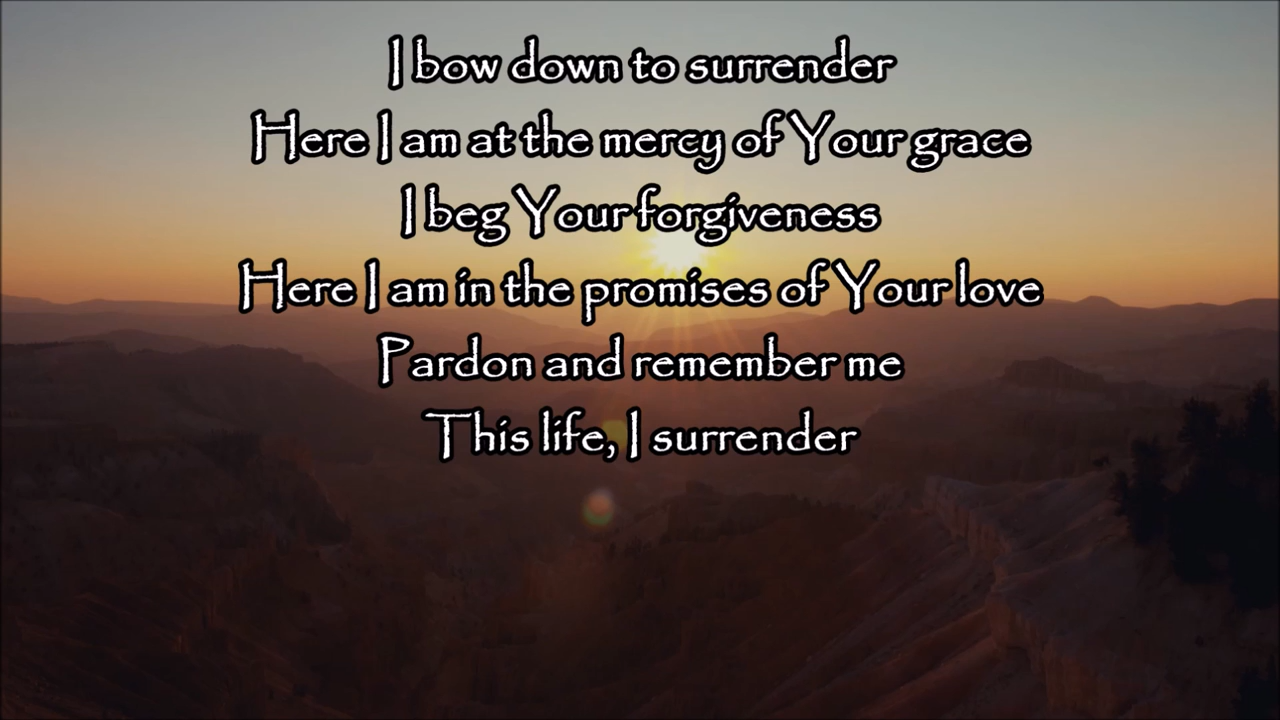 I bow down to surrender
Here I am at the mercy of Your grace
I beg Your forgiveness
Here I am in the promises of Your love
Pardon and remember me
This life, I surrender